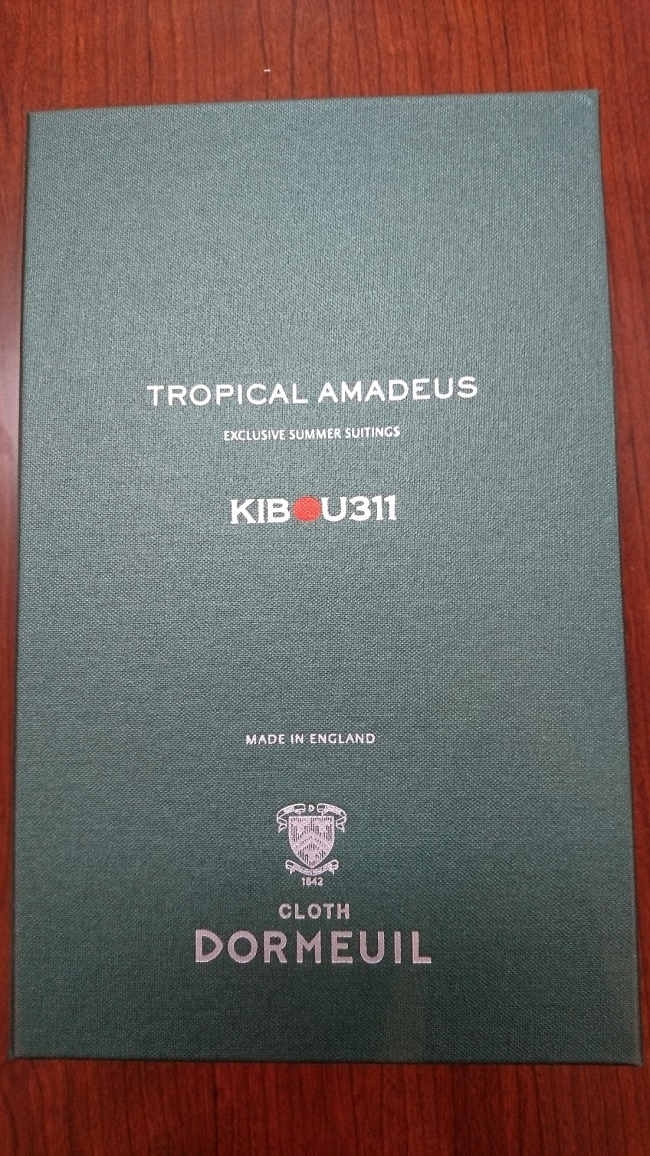 TROPICAL AMADEUS
EXCLUSIVE SUMMER SUITINGS
KIBOU311
MADE IN ENGLAND
D
1842
CLOTH
DORMEUIL